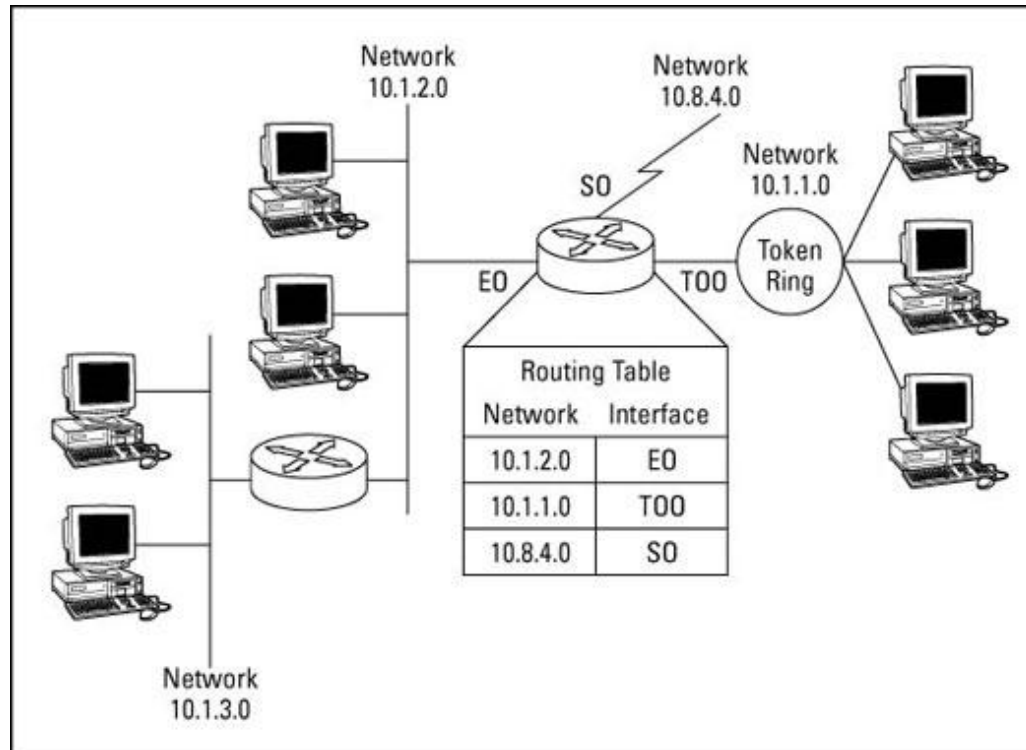 Network
10.1.2.0
Network
10.8.4.0
Network
10.1.1.0
SO
EO
TOO
Token
Ring
Routing Table
Network Interface
10.1.2.0 EO
10.1.1.0 TOO
10.8.4.0 SO
Network
10.1.3.0